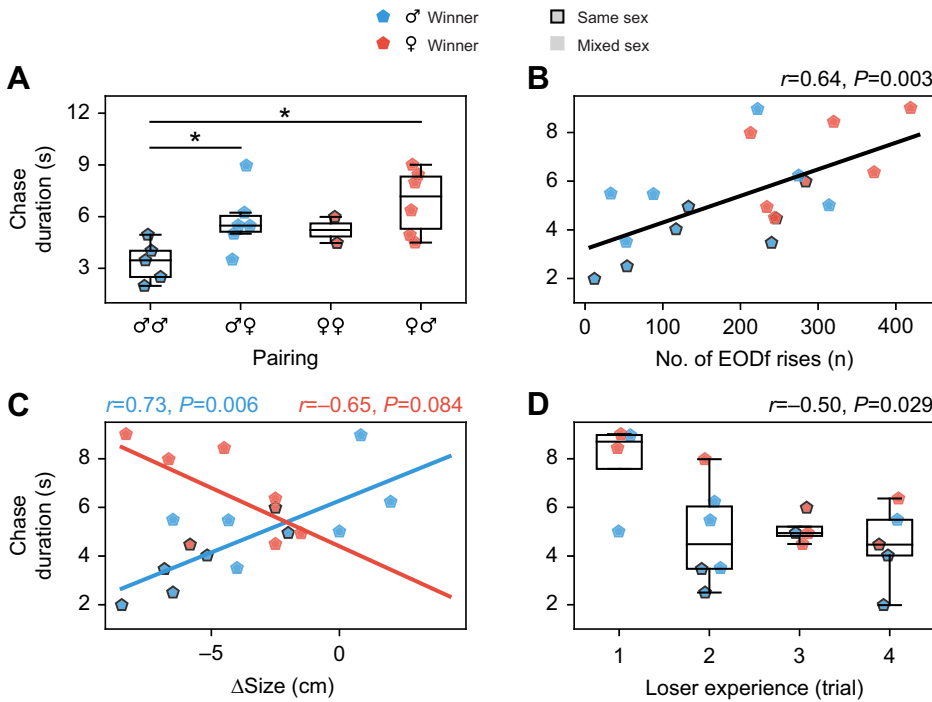 ♂ Winner
♀ Winner
Same sex
Mixed sex
A
Chase
duration (s)
12
9
6
3
*
*
♂♂
♂♀
♀♀
♀♂
Pairing
B
r=0.64, P=0.003
8
6
4
2
0
100
200
300
400
No. of EODf rises (n)
C
r=0.73, P=0.006
r=–0.65, P=0.084
Chase
duration (s)
8
6
4
2
–5
0
ΔSize (cm)
D
r=–0.50, P=0.029
8
6
4
2
1
2
3
4
Loser experience (trial)